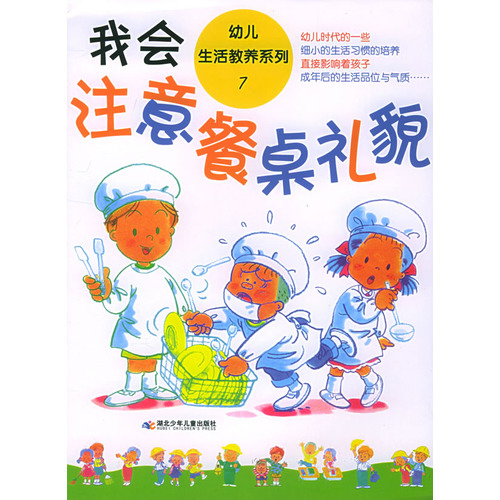 我会
注意餐桌礼貌
幼儿
生活教养系列
7
幼儿时代的一些
细小的生活习惯的培养
直接影响着孩子
成年后的生活品位与气质……
湖北少年儿童出版社
HUBEI CHILDREN'S PRESS